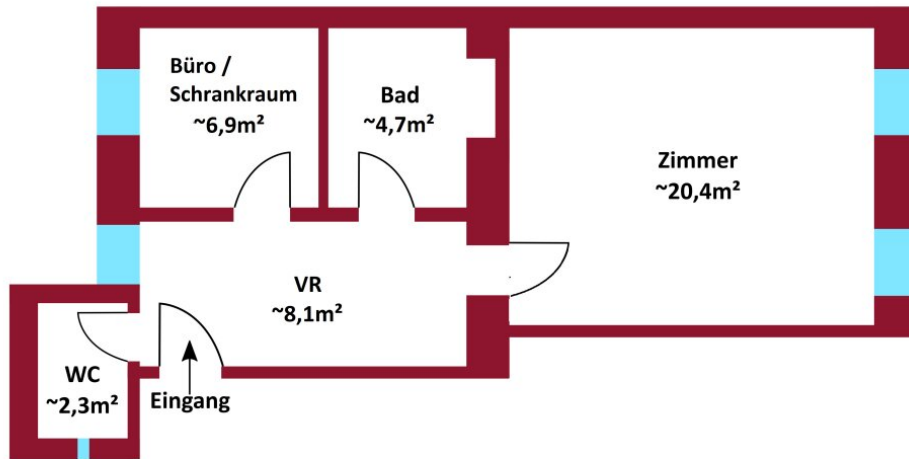 Büro /
Schrankraum
~6,9m²
Bad
~4,7m²
Zimmer
~20,4m²
VR
~8,1m²
WC
~2,3m²
Eingang